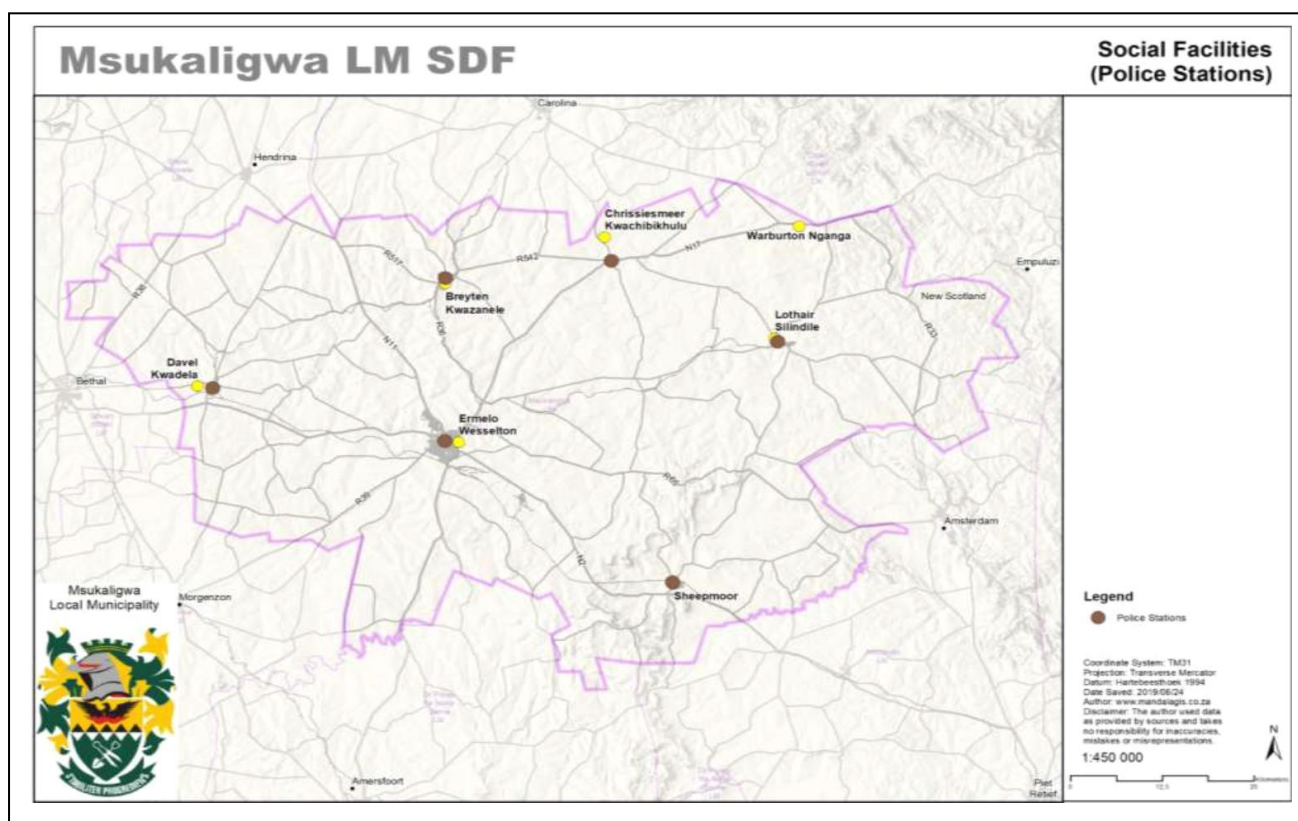 Msukaligwa LM SDF
Social Facilities
(Police Stations)
Carolina
Hendrina
Chrissiesmeer
Kwachibikhulu
Warburton Nganga
N17
R542
R517
Empuluzi
New Scotland
Breyten
Kwazanele
R38
R36
Lothair
Silindile
R33
N11
Davel
Kwadela
Bethal
Ermelo
Wesselton
R65
R39
Amsterdam
N2
Sheepmoor
Msukaligwa
Local Municipality
Morgenzon
Amersfoort
Piet
Retief
Legend
Police Stations
Coordinate System: TM31
Projection: Transverse Mercator
Datum: Hartebeesthoek 1994
Date Saved: 2019/06/24
Author: www.mandalagis.co.za
Disclaimer: The author used data
as provided by sources and takes
no responsibility for inaccuracies,
mistakes or misrepresentations.
N
1:450 000
0 12,5 25